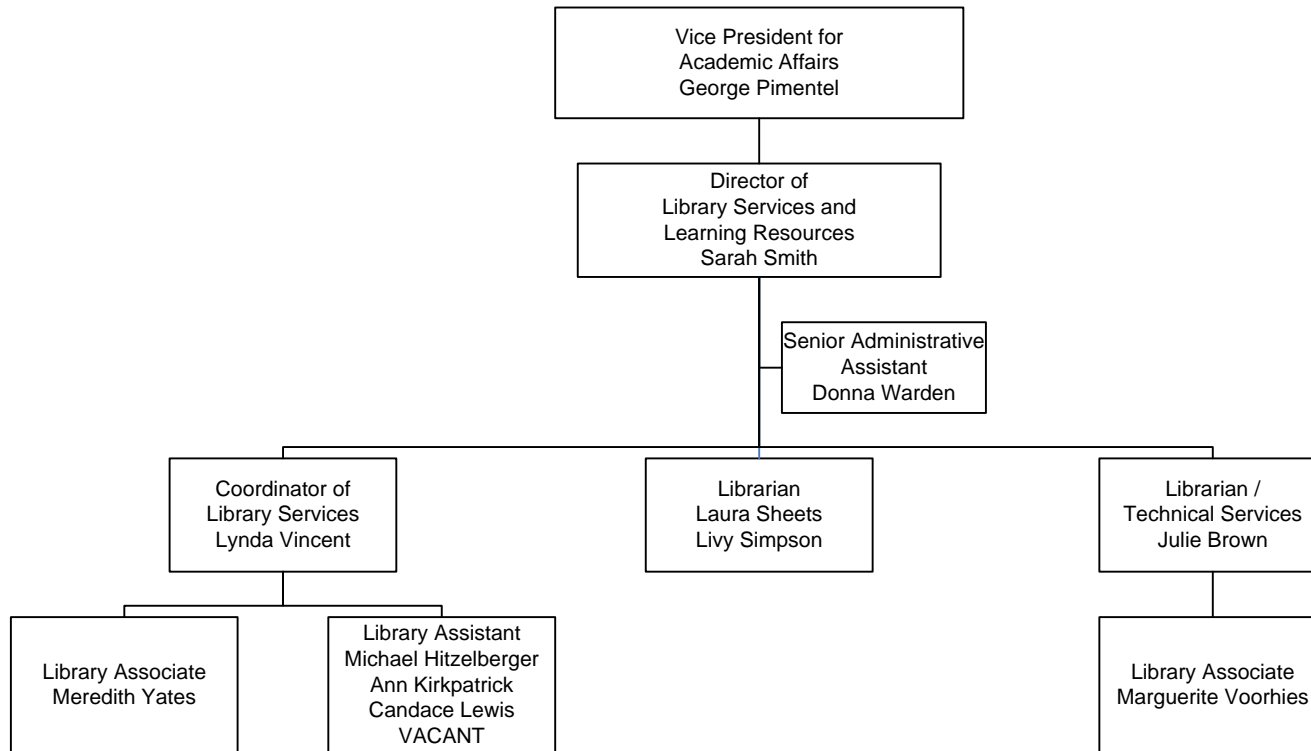 Vice President for
Academic Affairs
George Pimentel
Director of
Library Services and
Learning Resources
Sarah Smith
Senior Administrative
Assistant
Donna Warden
Coordinator of
Library Services
Lynda Vincent
Librarian
Laura Sheets
Livy Simpson
Librarian /
Technical Services
Julie Brown
Library Associate
Meredith Yates
Library Assistant
Michael Hitzelberger
Ann Kirkpatrick
Candace Lewis
VACANT
Library Associate
Marguerite Voorhies